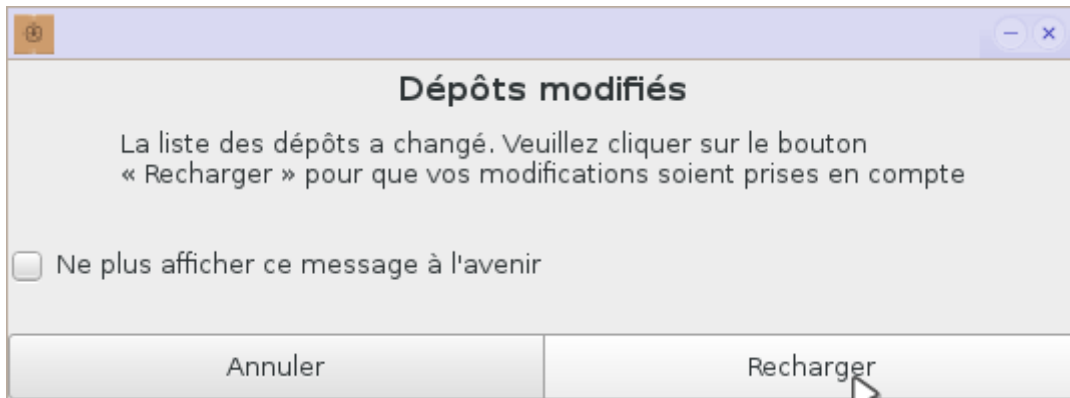 Dépôts modifiés
La liste des dépôts a changé. Veuillez cliquer sur le bouton
« Recharger » pour que vos modifications soient prises en compte
Ne plus afficher ce message à l'avenir
Annuler
Recharger